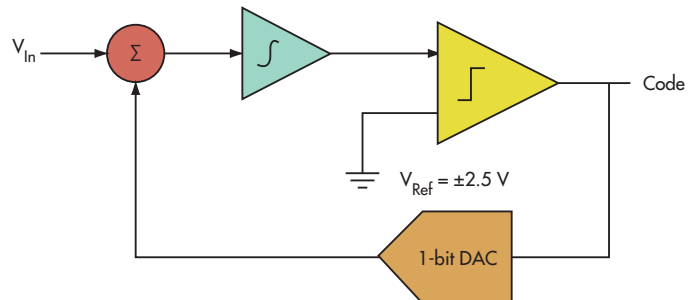 V_In
Σ
∫
Code
V_Ref = ±2.5 V
1-bit DAC